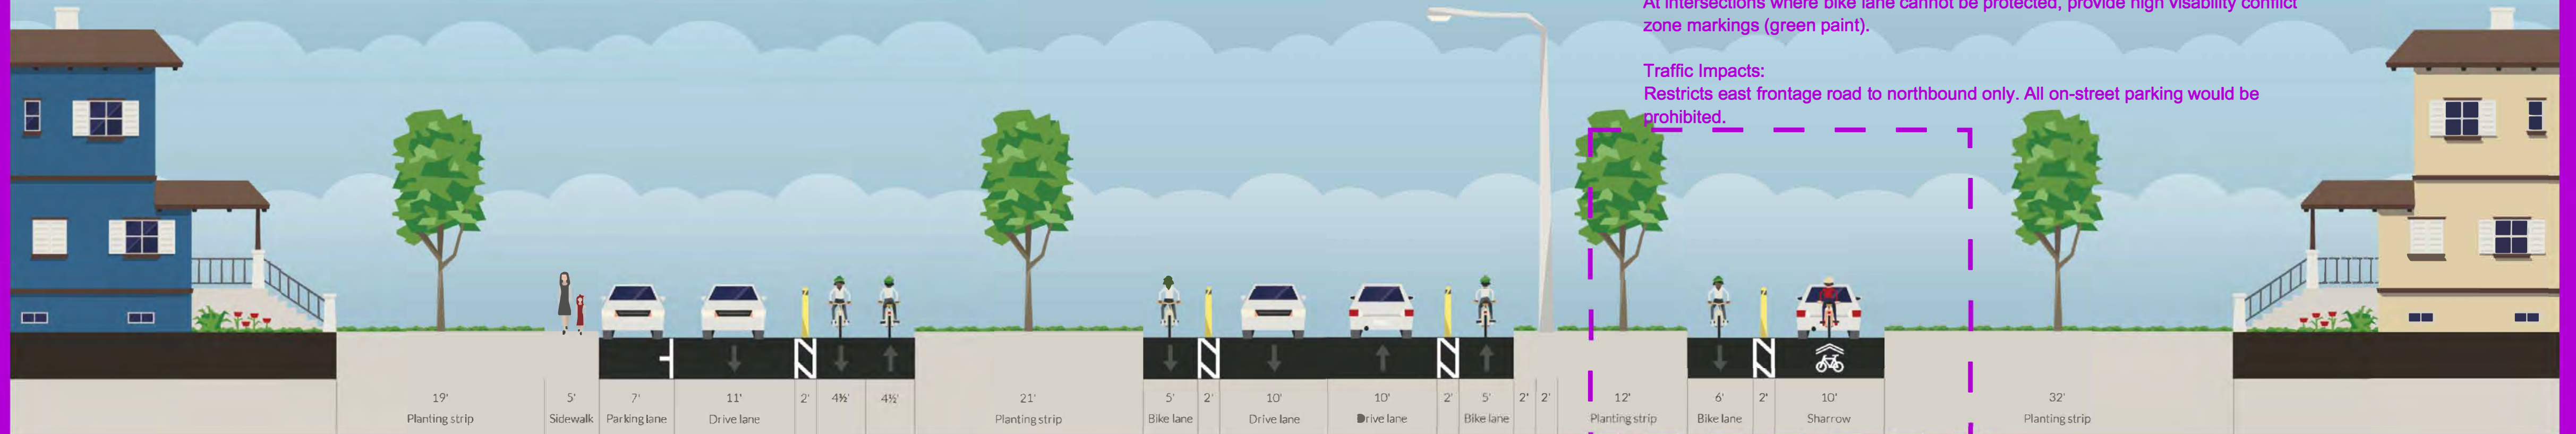 At intersections where bike lane cannot be protected, provide high visability conflict
zone markings (green paint).
Traffic Impacts:
Restricts east frontage road to northbound only. All on-street parking would be
prohibited.
19' 5' 7' 11' 2' 4½' 4½' 21' 5' 2' 10' 10' 2' 5' 2' 2' 12' 6' 2' 10' 32'
Planting strip Sidewalk Parking lane Drive lane Planting strip Bike lane Drive lane Drive lane Bike lane Planting strip Bike lane Sharrow Planting strip